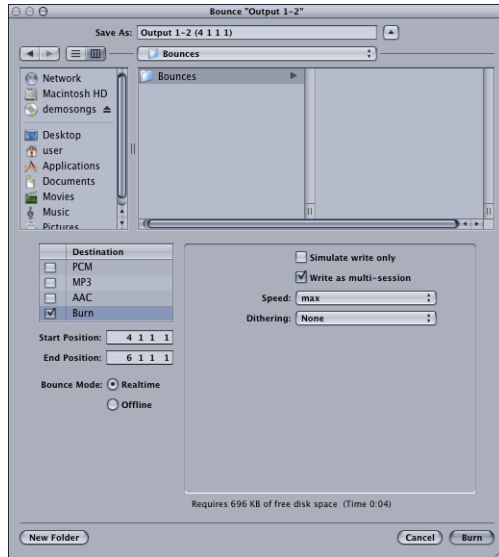 Bounce "Output 1-2"
Save As: Output 1-2 (4 1 1 1)
Bounces
Network
Macintosh HD
demosongs
Desktop
user
Applications
Documents
Movies
Music
Pictures
Bounces
Destination
PCM
MP3
AAC
Burn
Start Position: 4 1 1 1
End Position: 6 1 1 1
Bounce Mode: Realtime
Offline
Simulate write only
Write as multi-session
Speed: max
Dithering: None
Requires 696 KB of free disk space (Time 0:04)
New Folder
Cancel
Burn